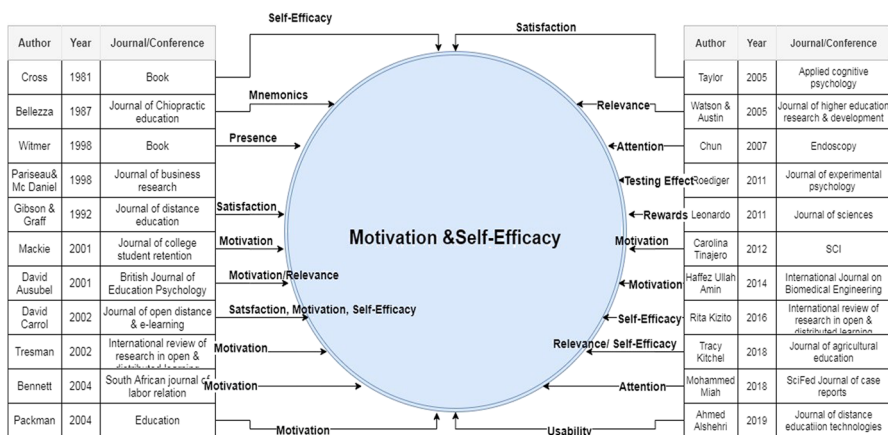 Self-Efficacy
Satisfaction
Author Year Journal/Conference
Cross 1981 Book
Mnemonics
Bellezza 1987 Journal of Chiopractic
education
Presence
Witmer 1998 Book
Pariseau&
Mc Daniel 1998 Journal of business
research
Satisfaction
Gibson &
Graff 1992 Journal of distance
education
Motivation
Mackie 2001 Journal of college
student retention
Motivation/Relevance
David
Ausubel 2001 British Journal of
Education Psychology
Satsfaction, Motivation, Self-Efficacy
David
Carrol 2002 Journal of open distance
& e-learning
Motivation
Tresman 2002 International review of
research in open &
distributed learning
Motivation
Bennett 2004 South African journal of
labor relation
Packman 2004 Education
Motivation
Motivation &Self-Efficacy
Author Year Journal/Conference
Taylor 2005 Applied cognitive
psychology
Relevance
Watson &
Austin 2005 Journal of higher education
research & development
Attention
Chun 2007 Endoscopy
Testing Effect
Roediger 2011 Journal of experimental
psychology
Rewards
Leonardo 2011 Journal of sciences
Motivation
Carolina
Tinajero 2012 SCI
Motivation
Haffez Ullah
Amin 2014 International Journal on
Biomedical Engineering
Self-Efficacy
Rita Kizito 2016 International review of
research in open &
distributed learning
Relevance/ Self-Efficacy
Tracy
Kitchel 2018 Journal of agricultural
education
Attention
Mohammed
Miah 2018 SciFed Journal of case
reports
Usability
Ahmed
Alshehri 2019 Journal of distance
educatiion technologies